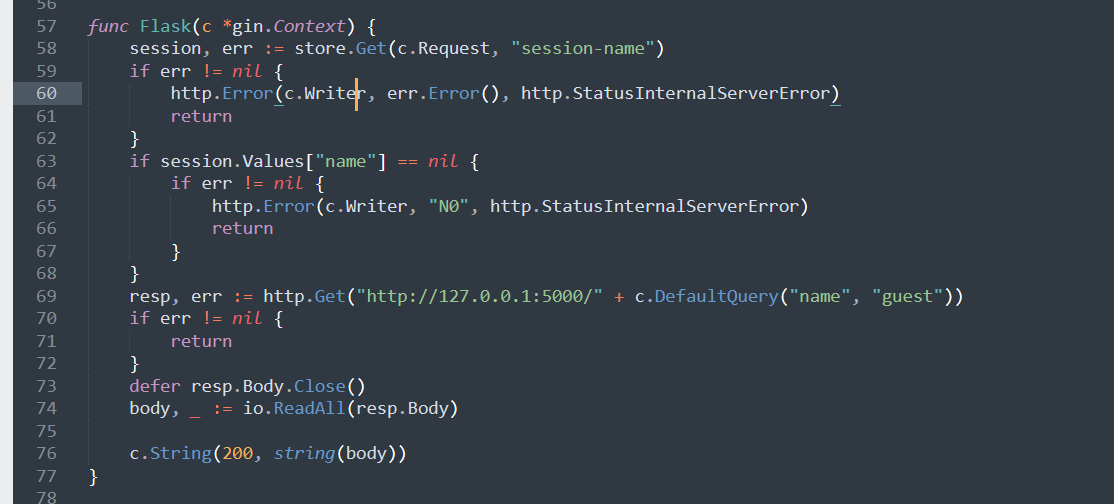 56
57 func Flask(c *gin.Context) {
58     session, err := store.Get(c.Request, "session-name")
59     if err != nil {
60         http.Error(c.Writer, err.Error(), http.StatusInternalServerError)
61         return
62     }
63     if session.Values["name"] == nil {
64         if err != nil {
65             http.Error(c.Writer, "N0", http.StatusInternalServerError)
66             return
67         }
68     }
69     resp, err := http.Get("http://127.0.0.1:5000/" + c.DefaultQuery("name", "guest"))
70     if err != nil {
71         return
72     }
73     defer resp.Body.Close()
74     body, _ := io.ReadAll(resp.Body)
75
76     c.String(200, string(body))
77 }
78